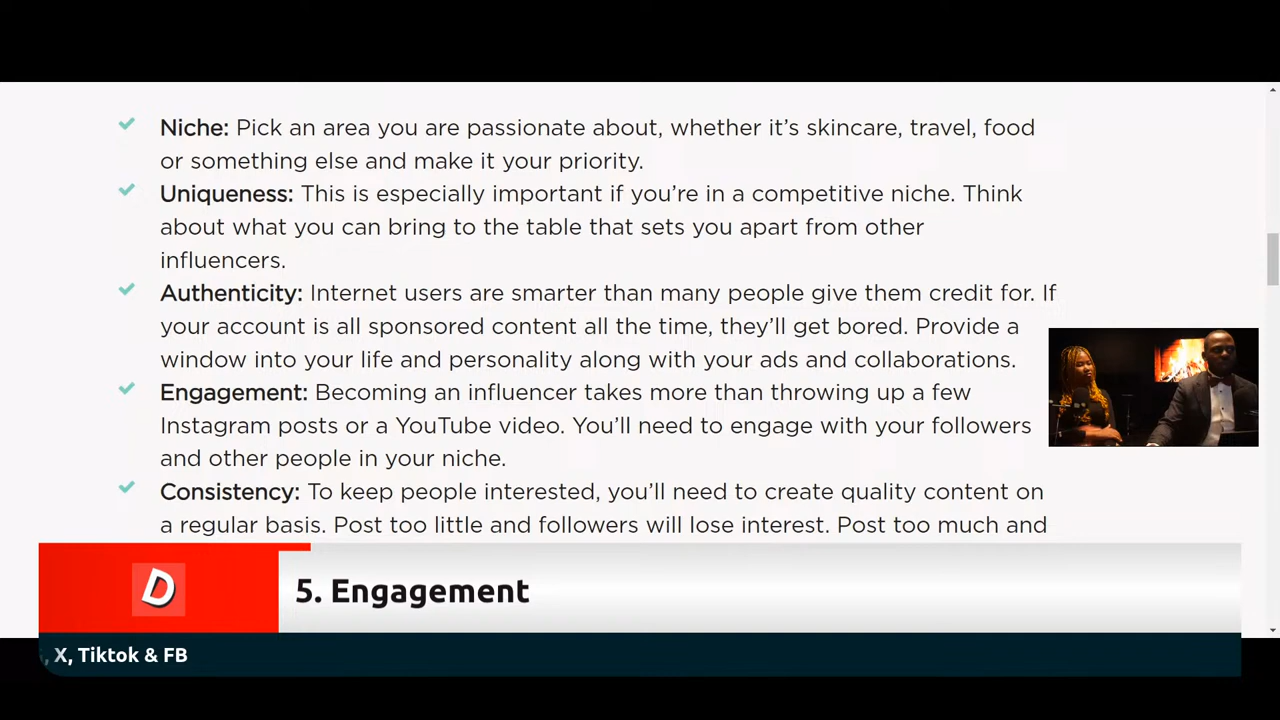 Niche: Pick an area you are passionate about, whether it’s skincare, travel, food
or something else and make it your priority.
Uniqueness: This is especially important if you’re in a competitive niche. Think
about what you can bring to the table that sets you apart from other
influencers.
Authenticity: Internet users are smarter than many people give them credit for. If
your account is all sponsored content all the time, they’ll get bored. Provide a
window into your life and personality along with your ads and collaborations.
Engagement: Becoming an influencer takes more than throwing up a few
Instagram posts or a YouTube video. You’ll need to engage with your followers
and other people in your niche.
Consistency: To keep people interested, you’ll need to create quality content on
a regular basis. Post too little and followers will lose interest. Post too much and
D
5. Engagement
, X, Tiktok & FB